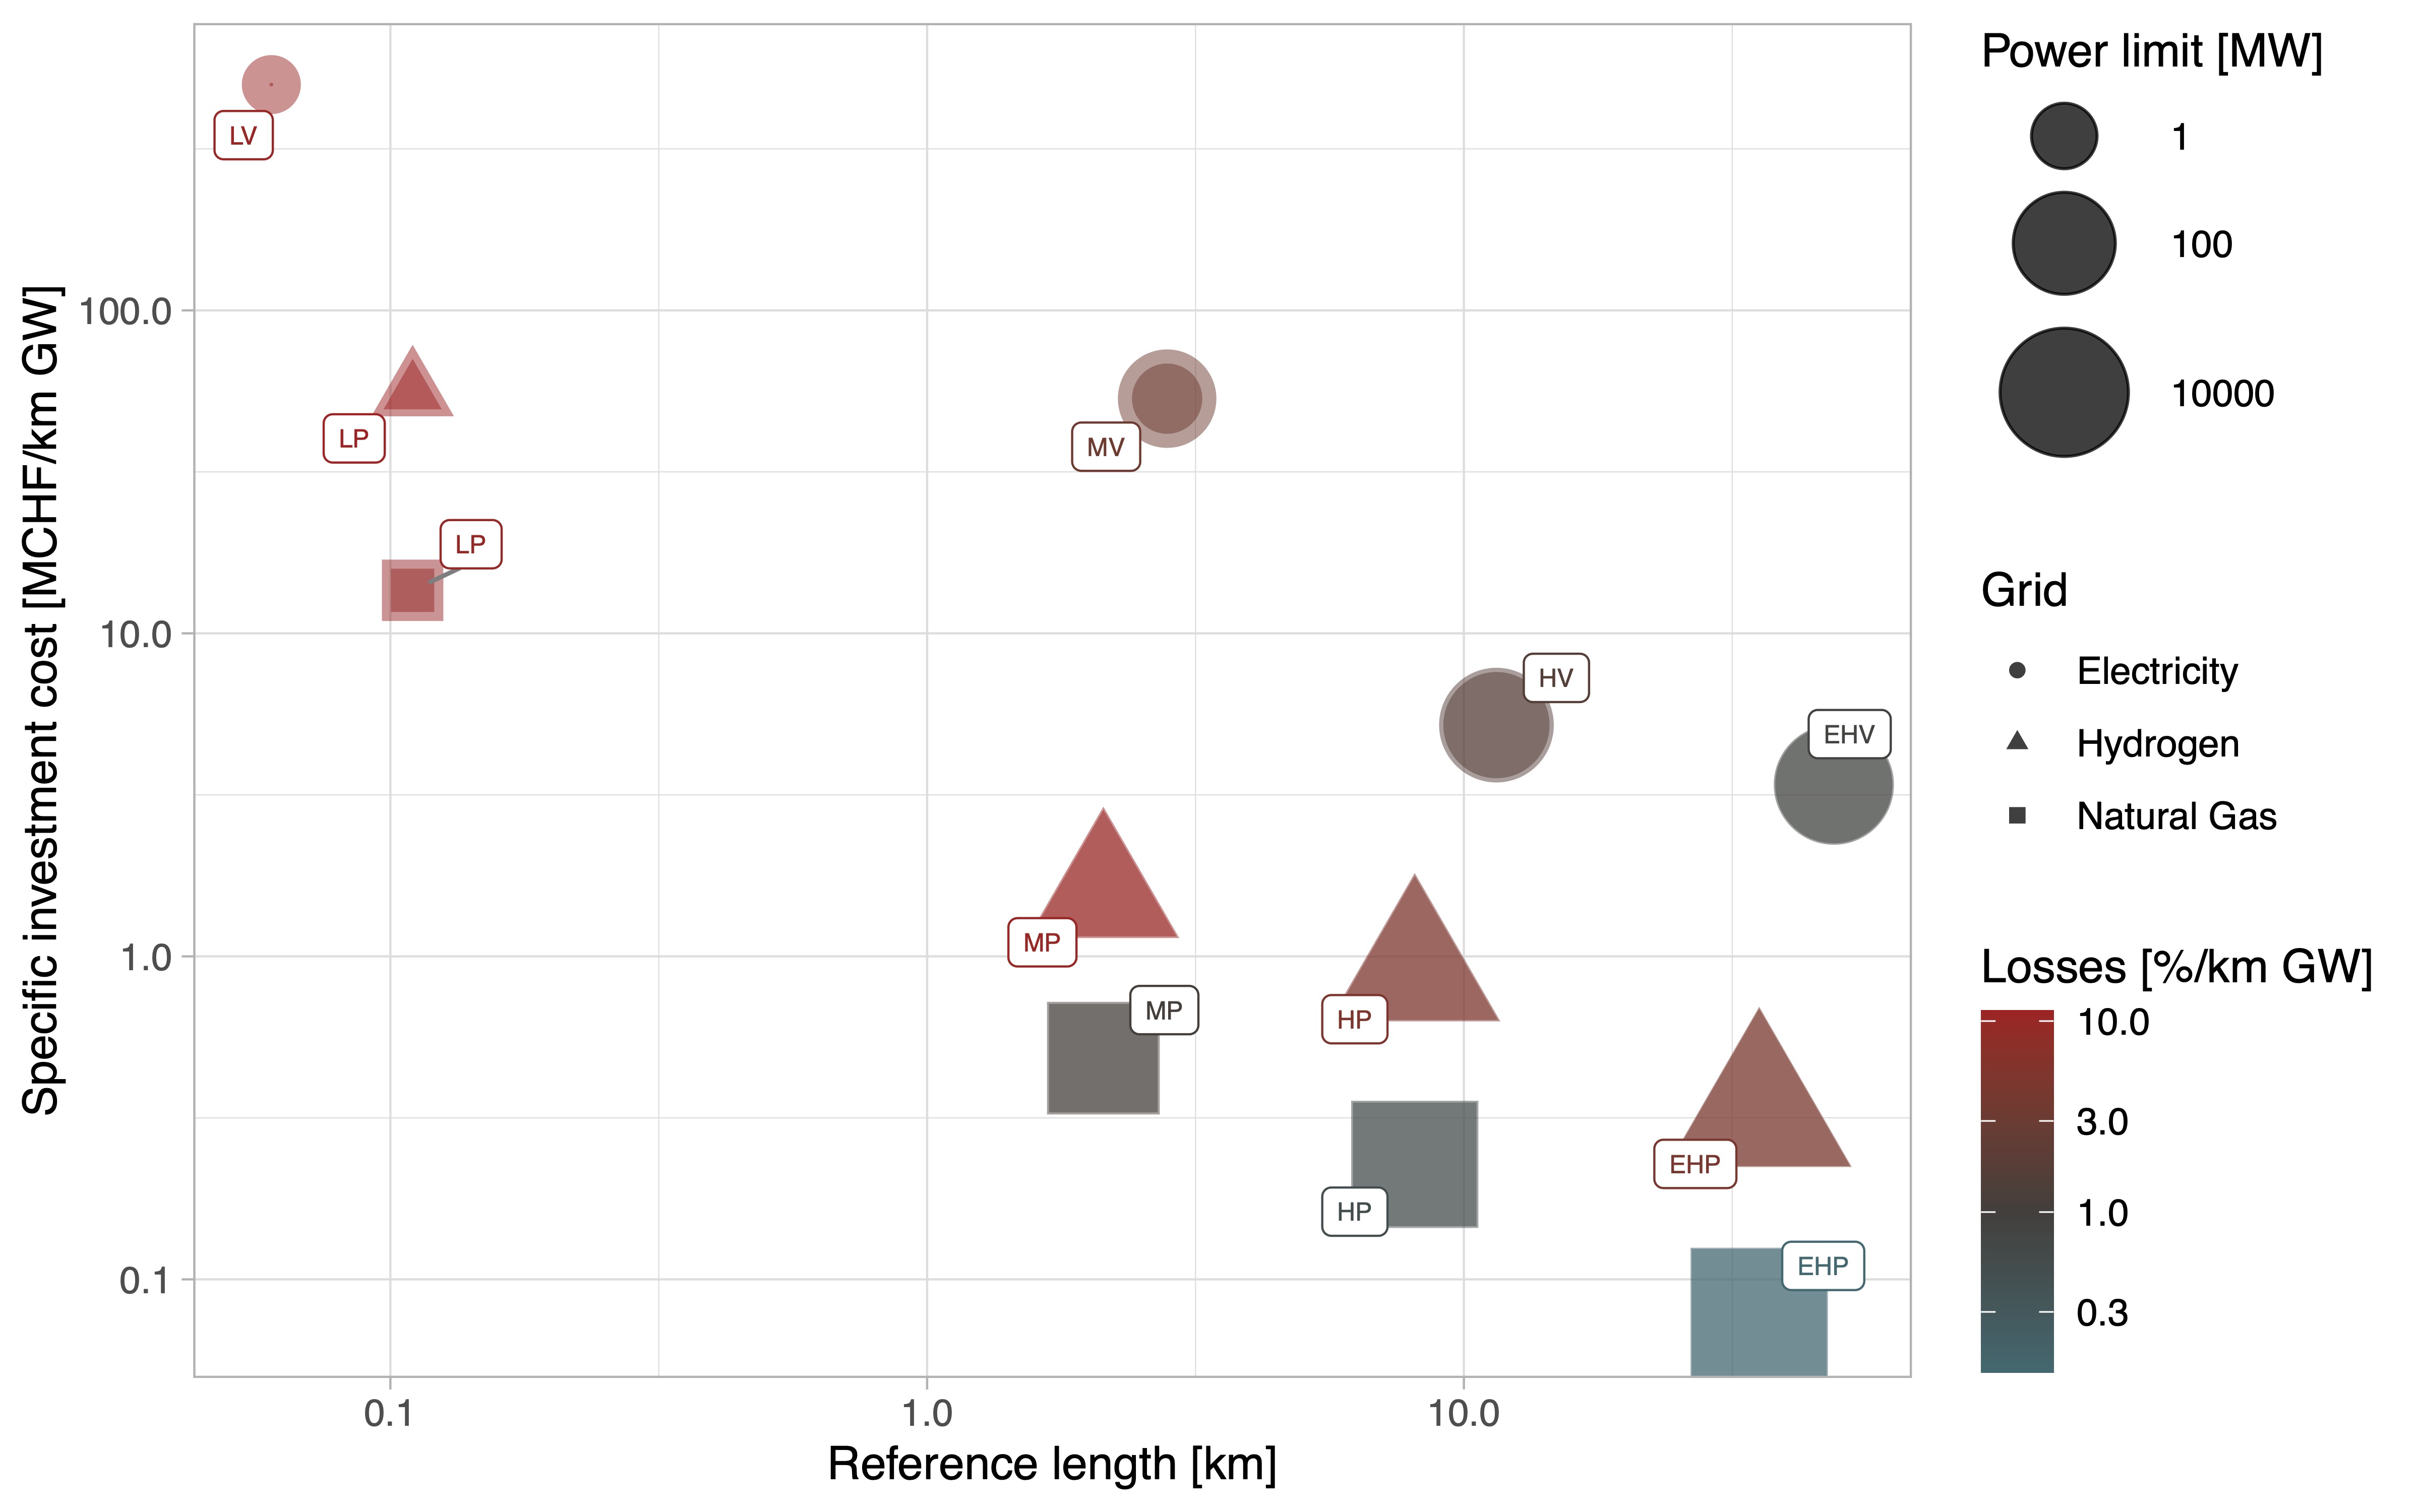 Specific investment cost [MCHF/km GW]
100.0
10.0
1.0
0.1
LV
LP
MV
LP
HV
EHV
MP
MP
HP
HP
EHP
EHP
0.1
1.0
10.0
Reference length [km]
Power limit [MW]
1
100
10000
Grid
Electricity
Hydrogen
Natural Gas
Losses [%/km GW]
10.0
3.0
1.0
0.3